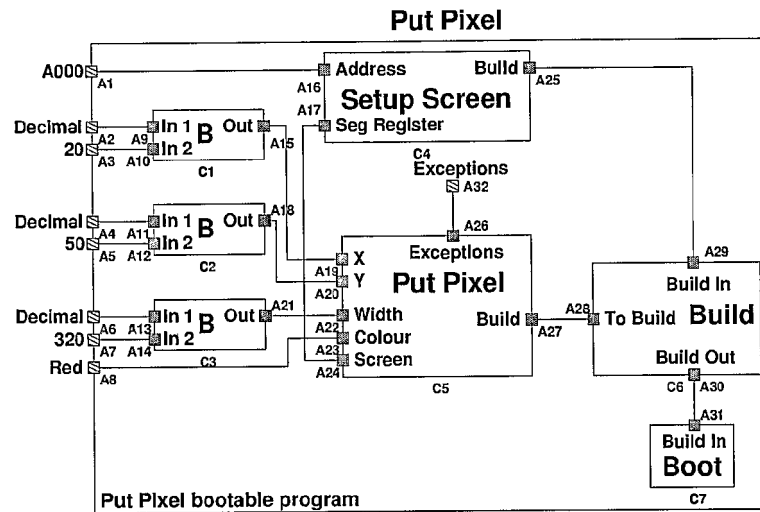 Put Pixel
A000
A1
A16
Address
Build
A25
Setup Screen
A17
Seg Register
C4
Decimal
A2
A9
In 1
B
Out
A15
20
A3
A10
In 2
C1
Exceptions
A32
Decimal
A4
A11
In 1
B
Out
A18
50
A5
A12
In 2
C2
A26
Exceptions
A19
X
Put Pixel
A20
Y
Decimal
A6
A13
In 1
B
Out
A21
320
A7
A14
In 2
C3
Red
A8
A22
Width
Build
A27
A23
Colour
A24
Screen
C5
A29
Build In
A28
To Build
Build
Build Out
C6
A30
A31
Build In
Boot
C7
Put Pixel bootable program